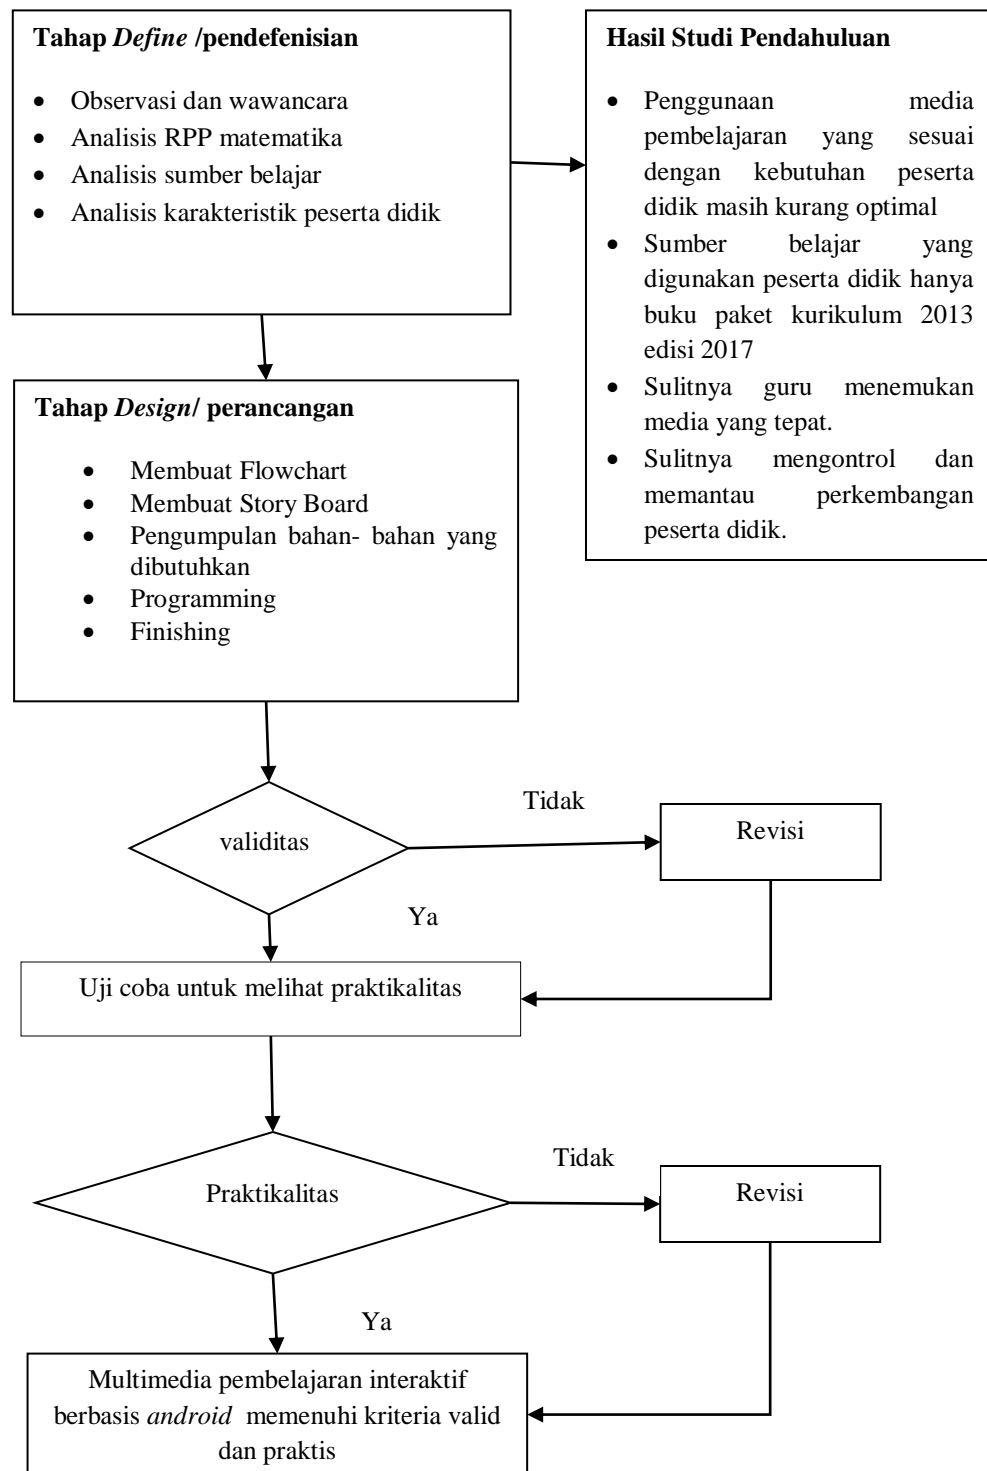 Tahap Define /pendefenisian
• Observasi dan wawancara
• Analisis RPP matematika
• Analisis sumber belajar
• Analisis karakteristik peserta didik
Hasil Studi Pendahuluan
• Penggunaan media
pembelajaran yang sesuai
dengan kebutuhan peserta
didik masih kurang optimal
• Sumber belajar yang
digunakan peserta didik hanya
buku paket kurikulum 2013
edisi 2017
• Sulitnya guru menemukan
media yang tepat.
• Sulitnya mengontrol dan
memantau perkembangan
peserta didik.
Tahap Design/ perancangan
• Membuat Flowchart
• Membuat Story Board
• Pengumpulan bahan- bahan yang
dibutuhkan
• Programming
• Finishing
validitas
Tidak
Revisi
Ya
Uji coba untuk melihat praktikalitas
Praktikalitas
Tidak
Revisi
Ya
Multimedia pembelajaran interaktif
berbasis android memenuhi kriteria valid
dan praktis